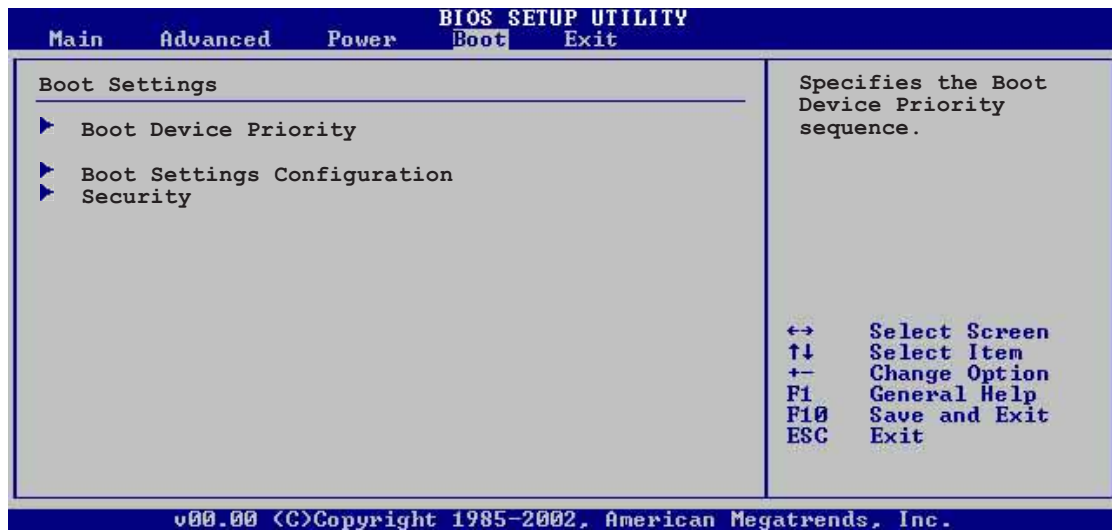 BIOS SETUP UTILITY
Main Advanced Power Boot Exit
Boot Settings
Boot Device Priority
Boot Settings Configuration
Security
Specifies the Boot
Device Priority
sequence.
←→ Select Screen
↑↓ Select Item
+- Change Option
F1 General Help
F10 Save and Exit
ESC Exit
v00.00 (C)Copyright 1985-2002, American Megatrends, Inc.